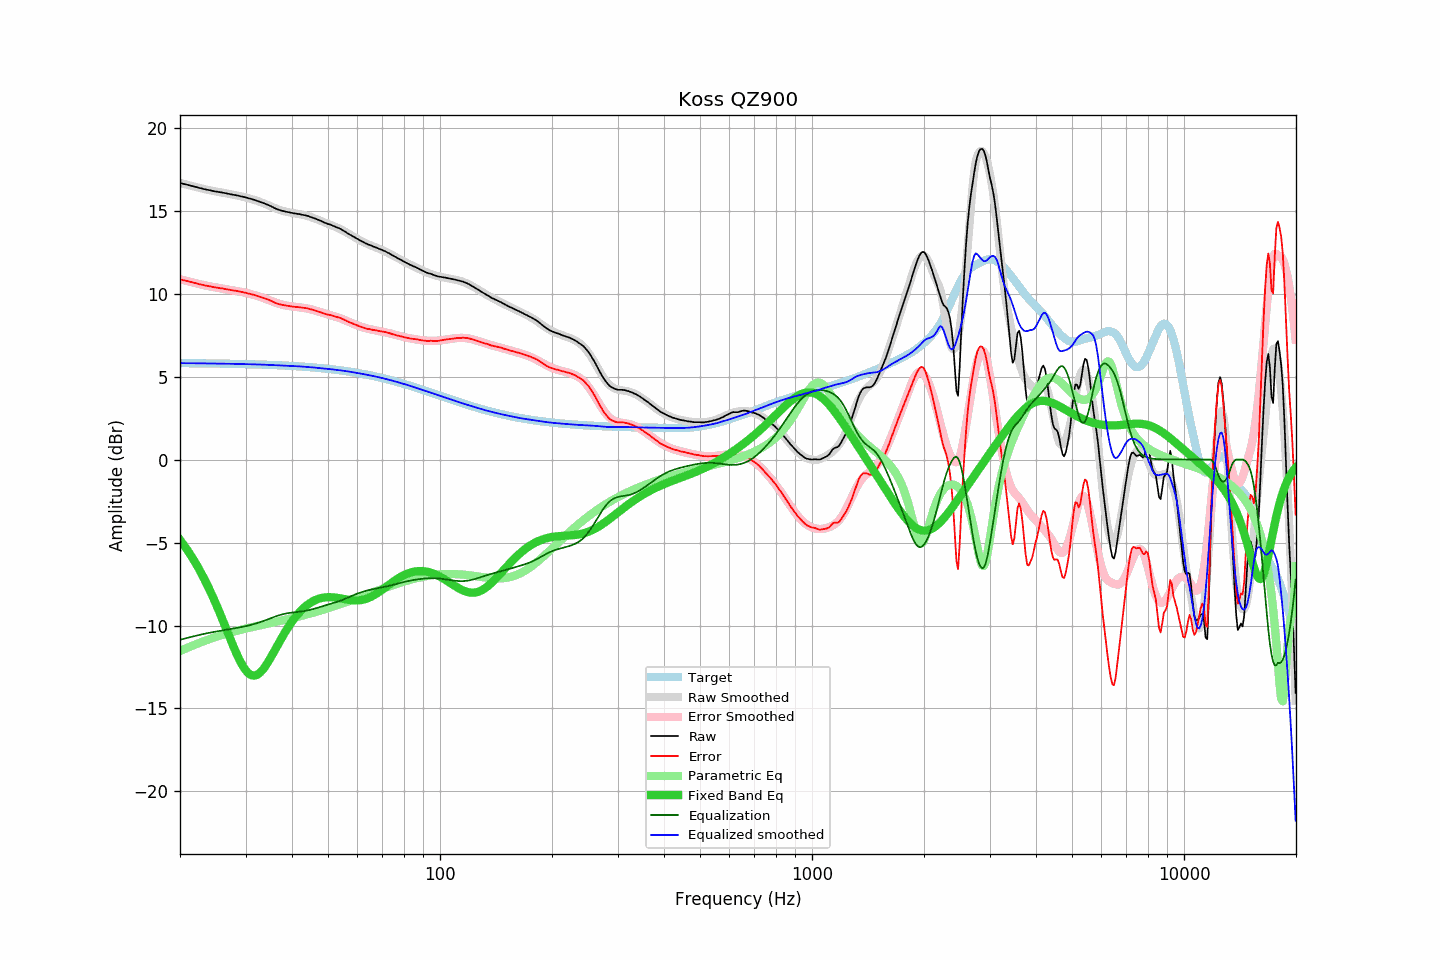 Koss QZ900
20
15
10
5
0
−5
−10
−15
−20
Amplitude (dBr)
100
1000
10000
Frequency (Hz)
Target
Raw Smoothed
Error Smoothed
Raw
Error
Parametric Eq
Fixed Band Eq
Equalization
Equalized smoothed